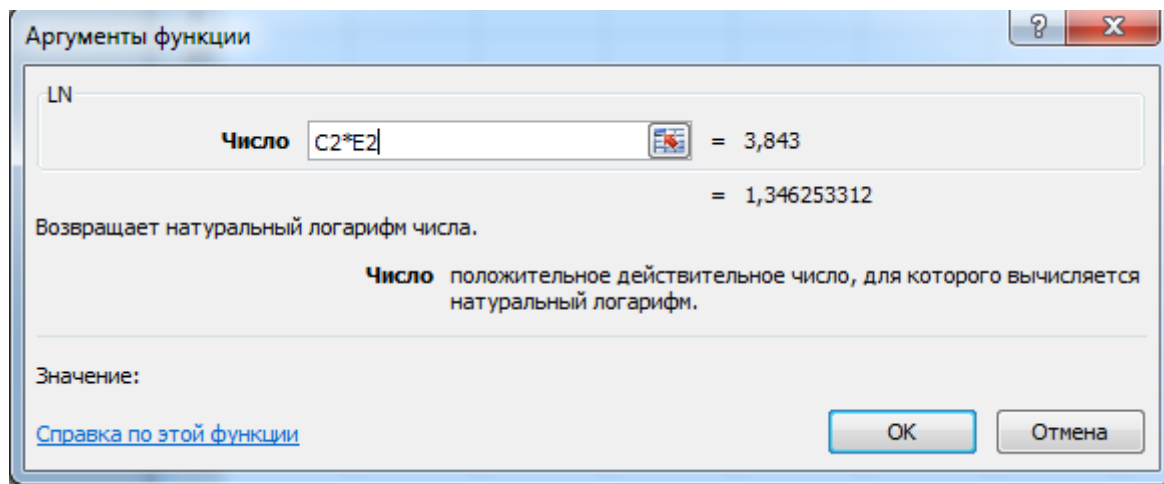 Аргументы функции
LN
Число C2*E2 = 3,843
= 1,346253312
Возвращает натуральный логарифм числа.
Число положительное действительное число, для которого вычисляется
натуральный логарифм.
Значение:
Справка по этой функции
ОК
Отмена